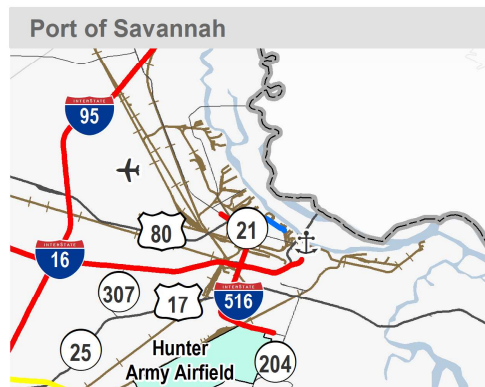 Port of Savannah
INTERSTATE
95
80
21
INTERSTATE
16
307
17
INTERSTATE
516
25
Hunter
Army Airfield
204